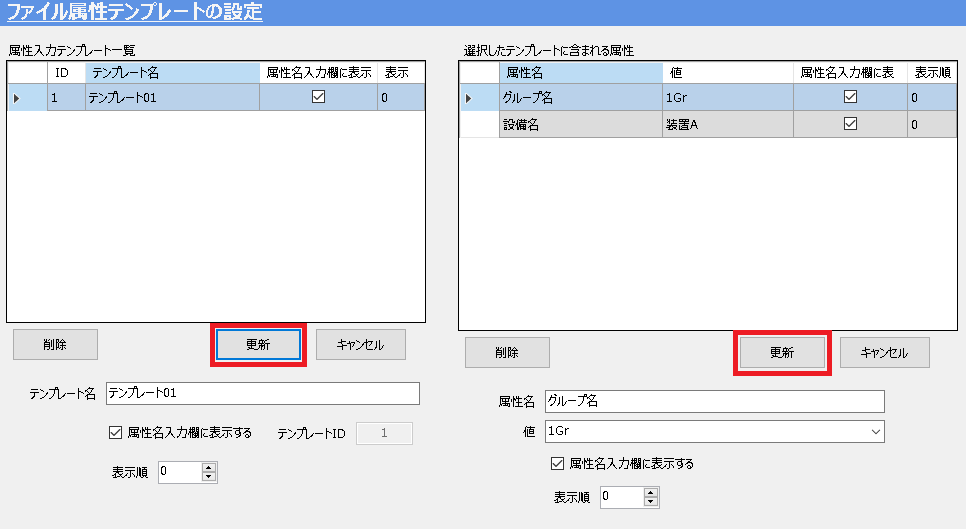 ファイル属性テンプレートの設定
属性入力テンプレート一覧
ID テンプレート名 属性名入力欄に表示 表示
1 テンプレート01 0
削除 更新 キャンセル
テンプレート名 テンプレート01
属性名入力欄に表示する テンプレートID 1
表示順 0
選択したテンプレートに含まれる属性
属性名 値 属性名入力欄に表 表示順
グループ名 1Gr 0
設備名 装置A 0
削除 更新 キャンセル
属性名 グループ名
値 1Gr
属性名入力欄に表示する
表示順 0